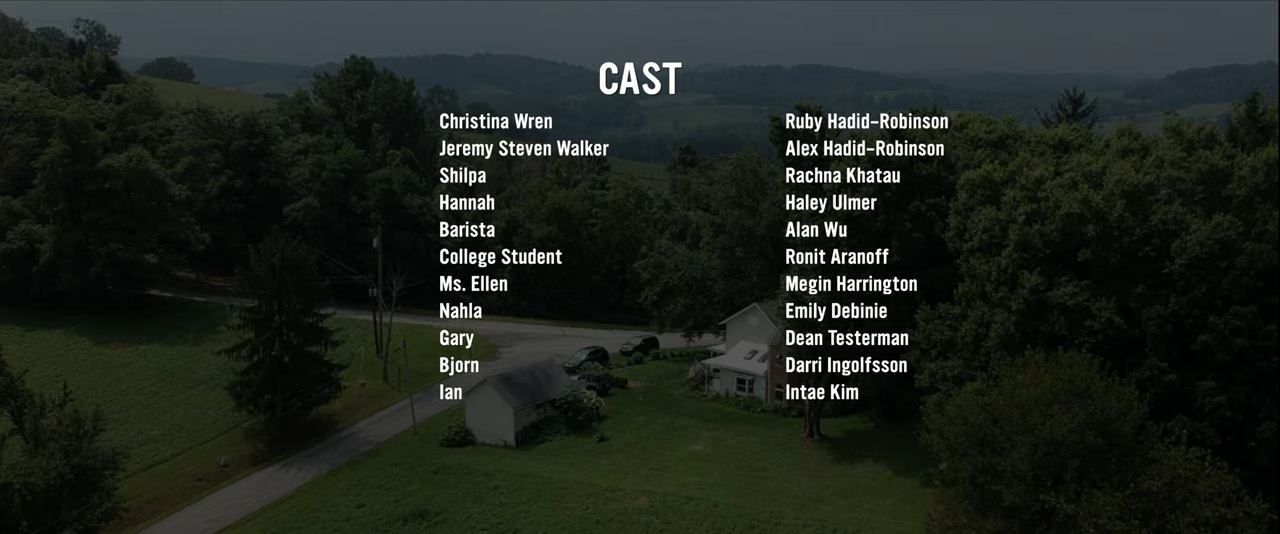 CAST
Christina Wren Ruby Hadid-Robinson
Jeremy Steven Walker Alex Hadid-Robinson
Shilpa Rachna Khatau
Hannah Haley Ulmer
Barista Alan Wu
College Student Ronit Aranoff
Ms. Ellen Megin Harrington
Nahla Emily Debinie
Gary Dean Testerman
Bjorn Darri Ingolfsson
Ian Intae Kim